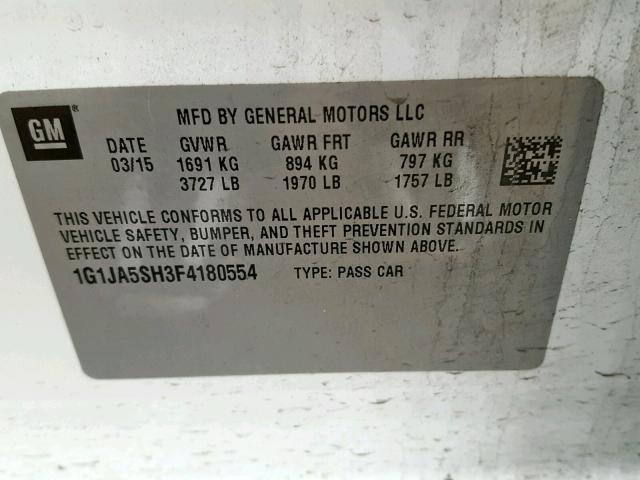 GM®
MFD BY GENERAL MOTORS LLC
DATE GVWR GAWR FRT GAWR RR
03/15 1691 KG 894 KG 797 KG
3727 LB 1970 LB 1757 LB
THIS VEHICLE CONFORMS TO ALL APPLICABLE U.S. FEDERAL MOTOR
VEHICLE SAFETY, BUMPER, AND THEFT PREVENTION STANDARDS IN
EFFECT ON THE DATE OF MANUFACTURE SHOWN ABOVE.
1G1JA5SH3F4180554 TYPE: PASS CAR